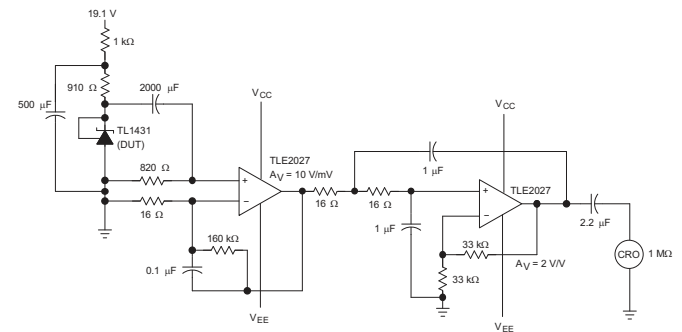 19.1 V
1 kΩ
910 Ω
2000 μF
500 μF
TL1431
(DUT)
820 Ω
16 Ω
160 kΩ
0.1 μF
VCC
TLE2027
AV = 10 V/mV
+
−
VEE
16 Ω
16 Ω
1 μF
1 μF
VCC
TLE2027
+
−
33 kΩ
33 kΩ
AV = 2 V/V
VEE
2.2 μF
CRO
1 MΩ